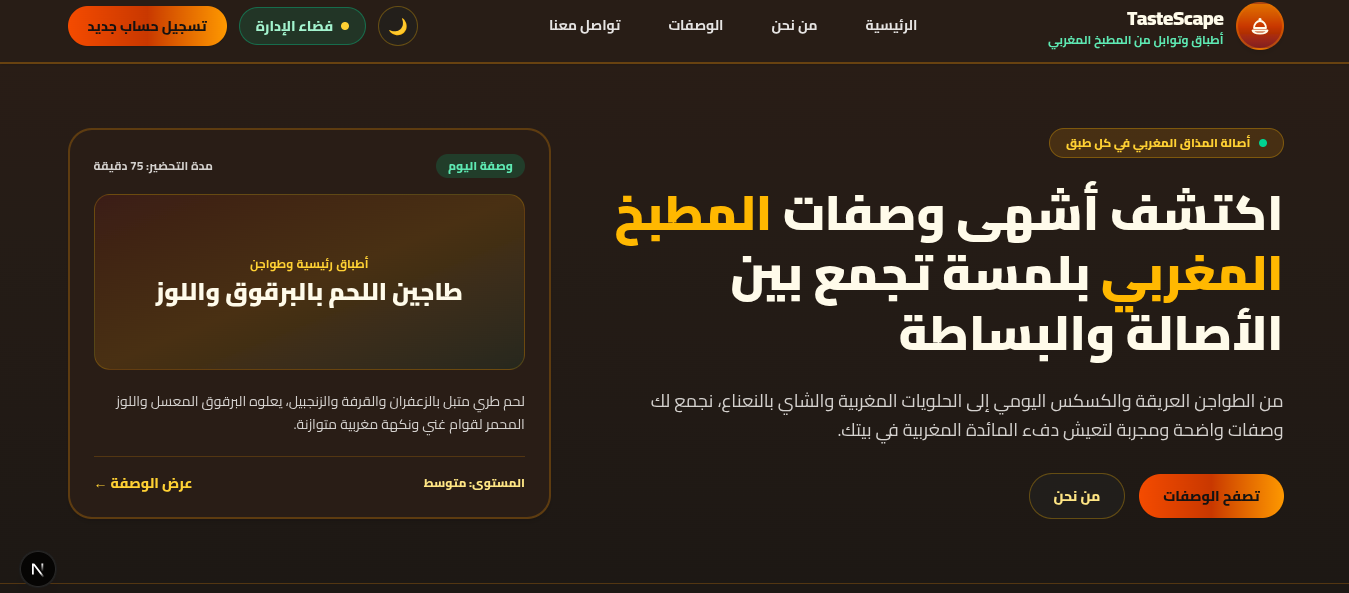 TasteScape
أطباق وتوابل من المطبخ المغربي
الرئيسية
من نحن
الوصفات
تواصل معنا
فضاء الإدارة
تسجيل حساب جديد
أصالة المذاق المغربي في كل طبق
اكتشف أشهى وصفات المطبخ
المغربي بلمسة تجمع بين
الأصالة والبساطة
من الطواجن العريقة والكسكس اليومي إلى الحلويات المغربية والشاي بالنعناع، نجمع لك
وصفات واضحة ومجربة لتعيش دفء المائدة المغربية في بيتك.
تصفح الوصفات
من نحن
وصفة اليوم
مدة التحضير: 75 دقيقة
أطباق رئيسية وطواجن
طاجين اللحم بالبرقوق واللوز
لحم طري متبل بالزعفران والقرفة والزنجبيل، يعلوه البرقوق المعسل واللوز
المحمر لقوام غني ونكهة مغربية متوازنة.
المستوى: متوسط
عرض الوصفة ←
N